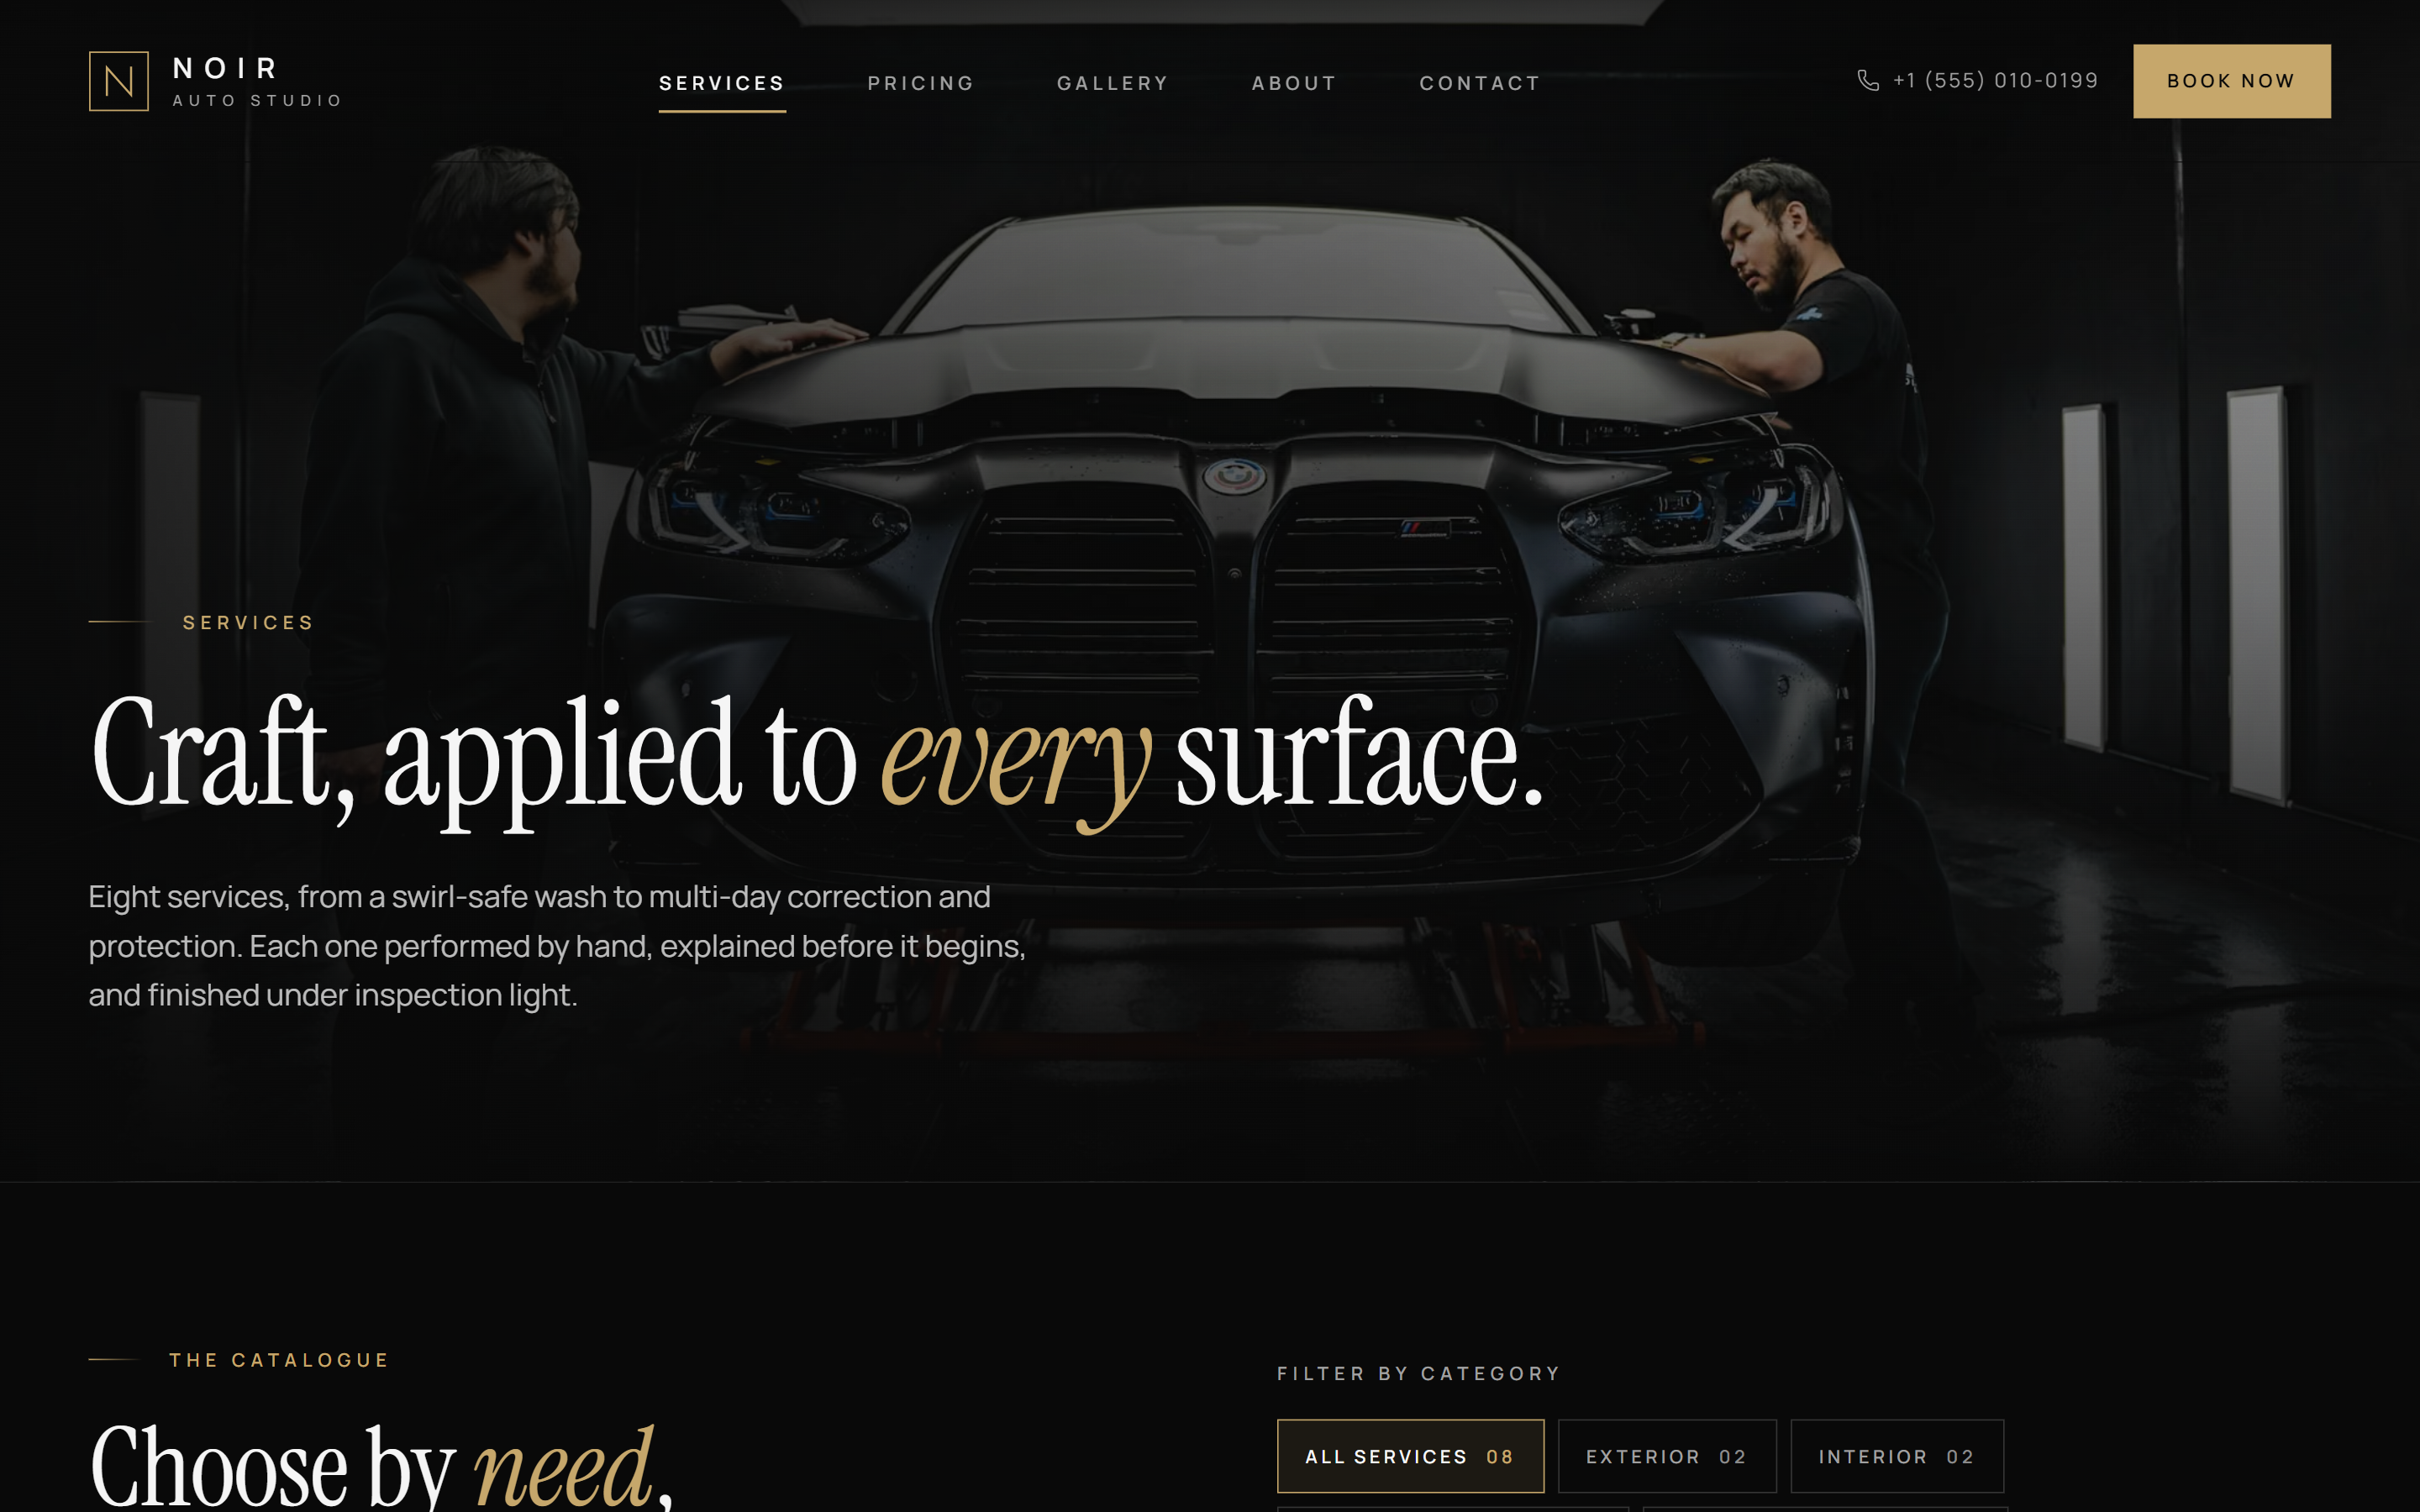 N
NOIR
AUTO STUDIO
SERVICES
PRICING
GALLERY
ABOUT
CONTACT
+1 (555) 010-0199
BOOK NOW
SERVICES
Craft, applied to every surface.
Eight services, from a swirl-safe wash to multi-day correction and
protection. Each one performed by hand, explained before it begins,
and finished under inspection light.
THE CATALOGUE
Choose by need,
FILTER BY CATEGORY
ALL SERVICES 08
EXTERIOR 02
INTERIOR 02